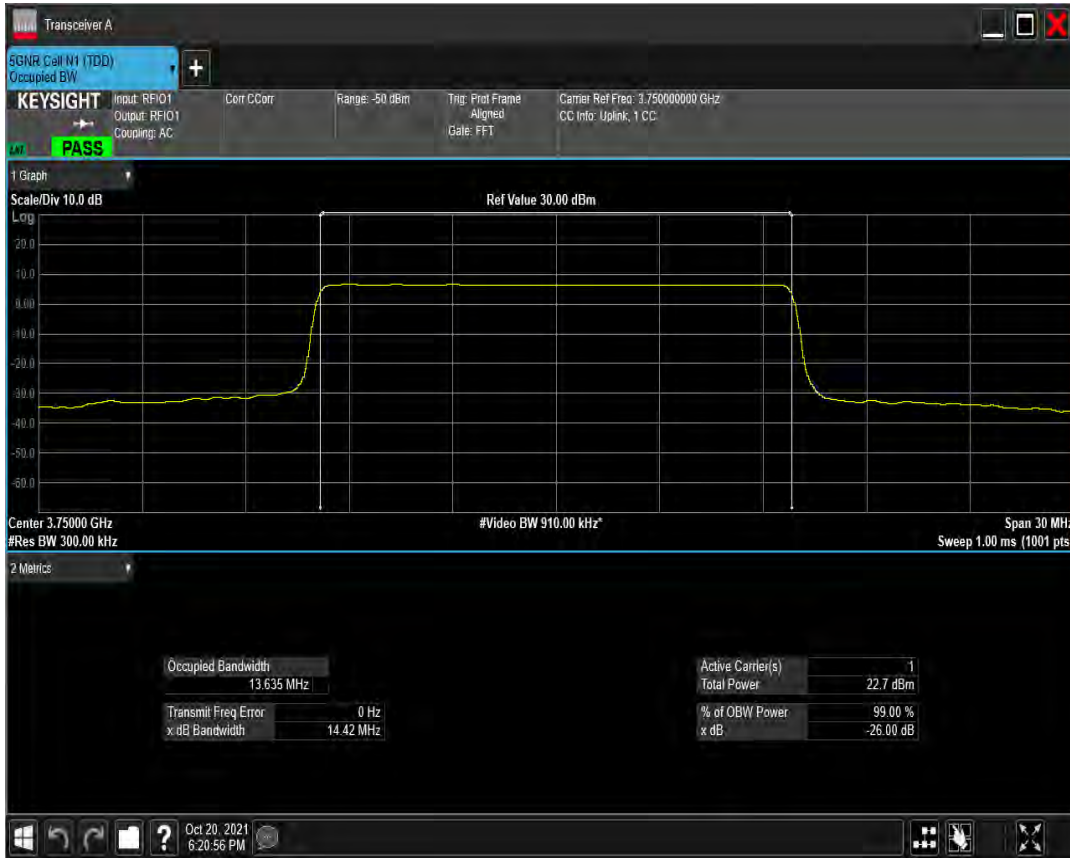 Transceiver A
5GNR Cell N1 (TDD)
Occupied BW
+
KEYSIGHT
Input: RFIO1
Output: RFIO1
Coupling: AC
Corr CCorr
Range: -50 dBm
Trig: Prot Frame
Aligned
Gate: FFT
Carrier Ref Freq: 3.750000000 GHz
CC Info: Uplink, 1 CC
PASS
1 Graph
Scale/Div 10.0 dB
Ref Value 30.00 dBm
Log
20.0
10.0
0.00
-10.0
-20.0
-30.0
-40.0
-50.0
-60.0
Center 3.75000 GHz
#Video BW 910.00 kHz*
Span 30 MHz
#Res BW 300.00 kHz
Sweep 1.00 ms (1001 pts
2 Metrics
Occupied Bandwidth
13.635 MHz
Transmit Freq Error 0 Hz
x dB Bandwidth 14.42 MHz
Active Carrier(s) 1
Total Power 22.7 dBm
% of OBW Power 99.00 %
x dB -26.00 dB
?
Oct 20, 2021
6:20:56 PM